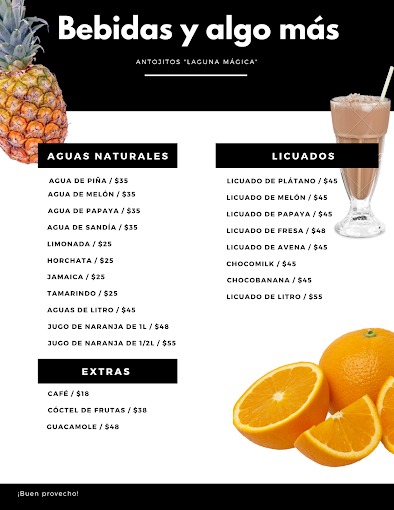 Bebidas y algo más
ANTOJITOS "LAGUNA MÁGICA"
AGUAS NATURALES
AGUA DE PIÑA / $35
AGUA DE MELÓN / $35
AGUA DE PAPAYA / $35
AGUA DE SANDÍA / $35
LIMONADA / $25
HORCHATA / $25
JAMAICA / $25
TAMARINDO / $25
AGUAS DE LITRO / $45
JUGO DE NARANJA DE 1L / $48
JUGO DE NARANJA DE 1/2L / $55
EXTRAS
CAFÉ / $18
CÓCTEL DE FRUTAS / $38
GUACAMOLE / $48
LICUADOS
LICUADO DE PLÁTANO / $45
LICUADO DE MELÓN / $45
LICUADO DE PAPAYA / $45
LICUADO DE FRESA / $48
LICUADO DE AVENA / $45
CHOCOMILK / $45
CHOCOBANANA / $45
LICUADO DE LITRO / $55
¡Buen provecho!